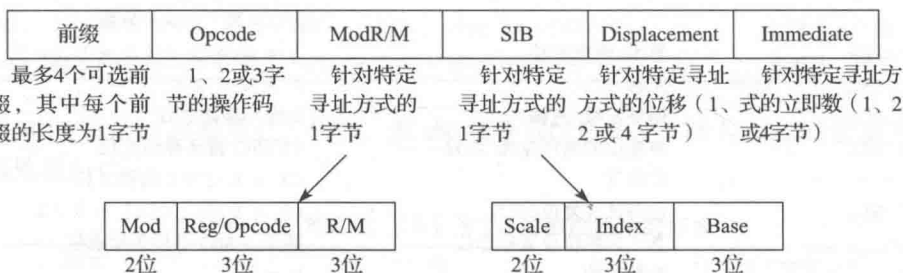 前缀 Opcode ModR/M SIB Displacement Immediate
最多4个可选前 1、2或3字 针对特定 针对特定 针对特定寻址 针对特定寻址方
缀，其中每个前 节的操作码 寻址方式的 寻址方式的 方式的位移（1、 式的立即数（1、2
缀的长度为1字节 1字节 1字节 2或4字节） 或4字节）
Mod Reg/Opcode R/M Scale Index Base
2位 3位 3位 2位 3位 3位